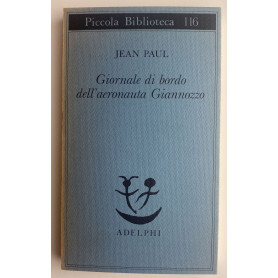 Piccola Biblioteca 116
JEAN PAUL
Giornale di bordo
dell'aeronauta Giannozzo
ADELPHI